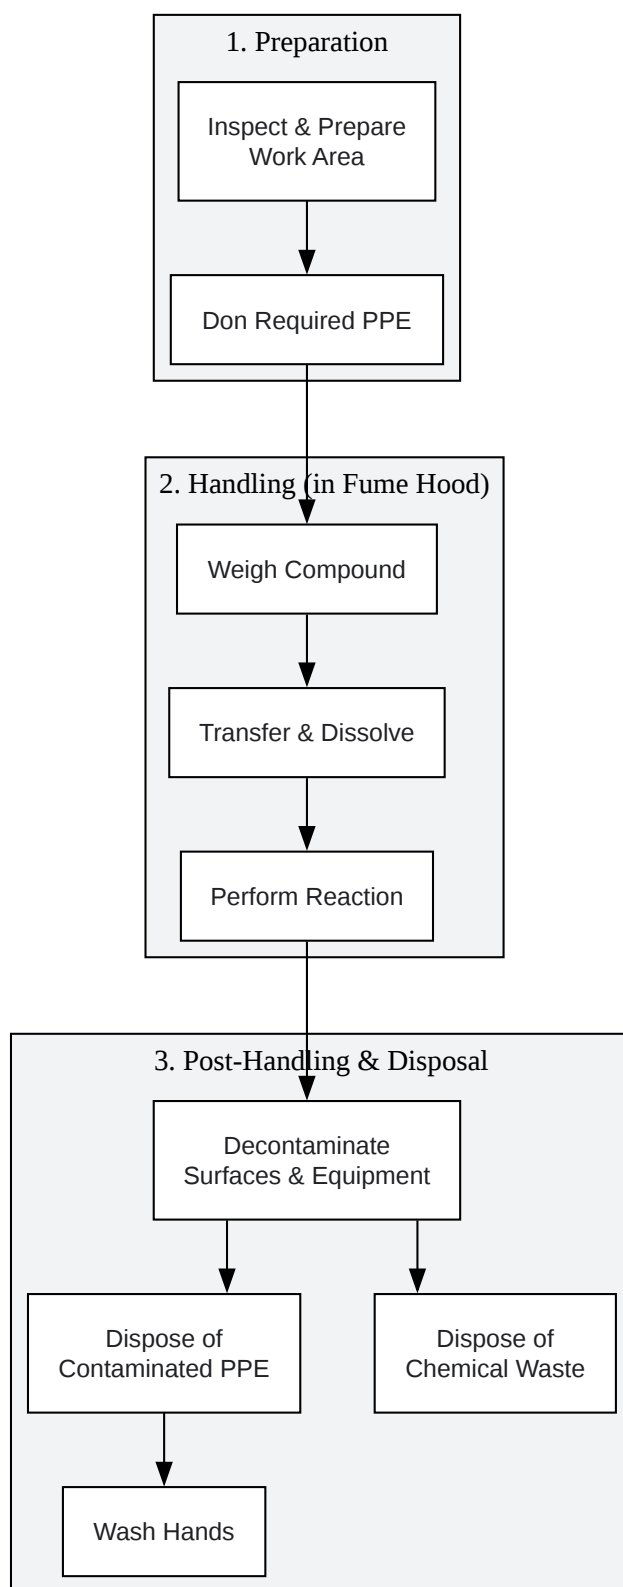 1. Preparation
Inspect & Prepare
Work Area
Don Required PPE
2. Handling (in Fume Hood)
Weigh Compound
Transfer & Dissolve
Perform Reaction
3. Post-Handling & Disposal
Decontaminate
Surfaces & Equipment
Dispose of
Contaminated PPE
Dispose of
Chemical Waste
Wash Hands